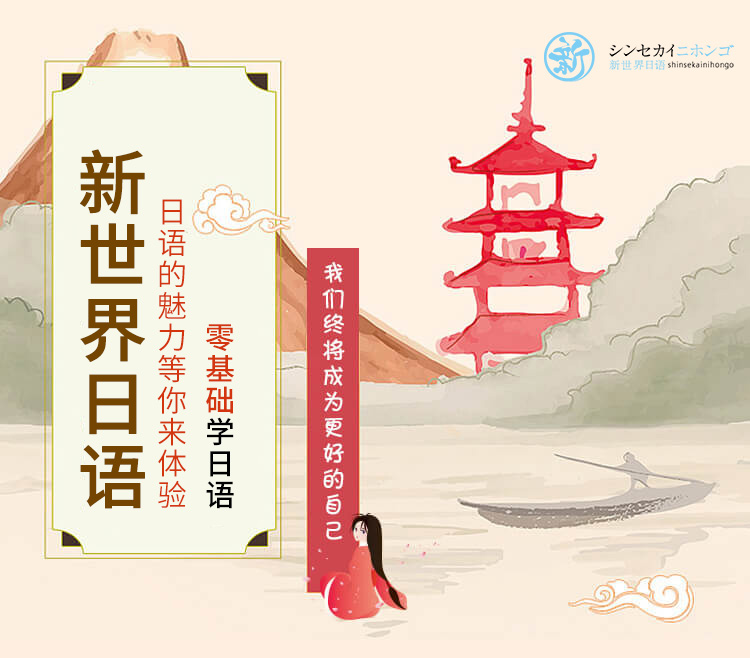 新世界日语
日语的魅力等你来体验
零基础学日语
我们终将成为更好的自己
新
シンセカイニホンゴ
新世界日语 shinsekainihongo